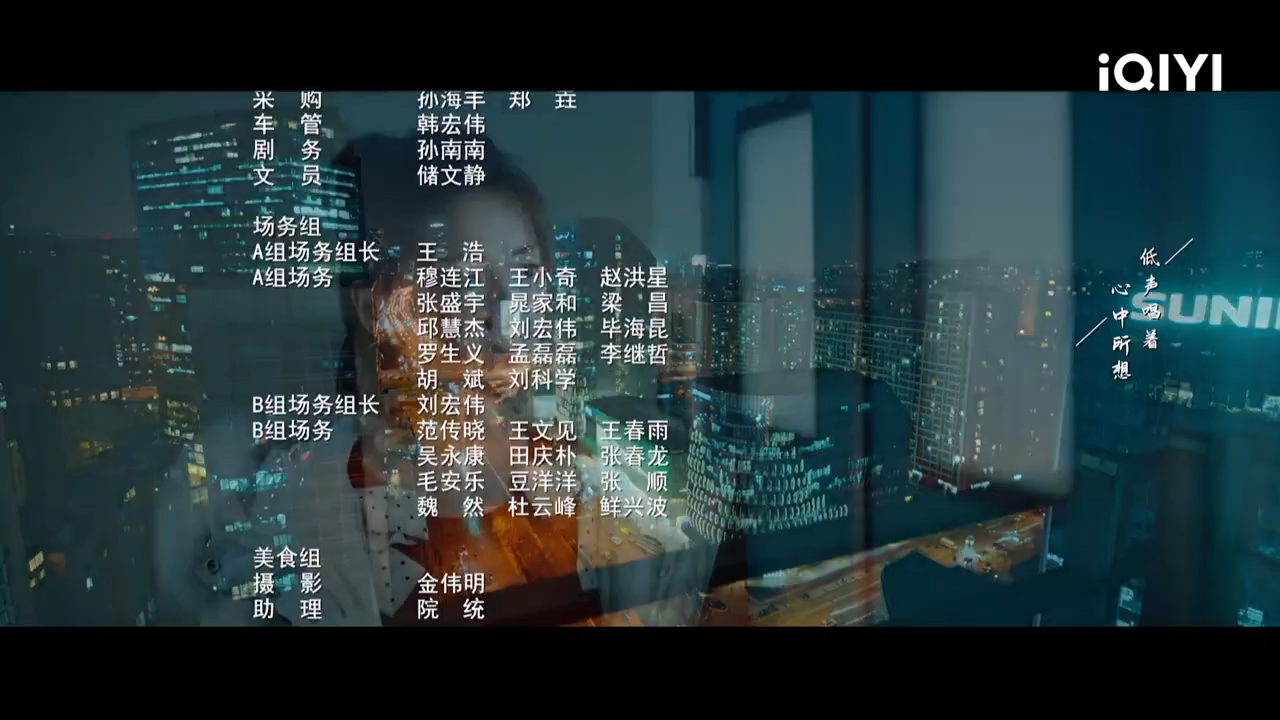 iQIYI
采 购 孙海丰 郑 垚
车 管 韩宏伟
剧 务 孙南南
文 员 储文静
场务组
A组场务组长 王 浩
A组场务 穆连江 王小奇 赵洪星
张盛宇 晁家和 梁 昌
邱慧杰 刘宏伟 毕海昆
罗生义 孟磊磊 李继哲
胡 斌 刘科学
B组场务组长 刘宏伟
B组场务 范传晓 王文见 王春雨
吴永康 田庆朴 张春龙
毛安乐 豆洋洋 张 顺
魏 然 杜云峰 鲜兴波
美食组
摄 影 金伟明
助 理 院 统
低声唱着
心中所想
SUNI